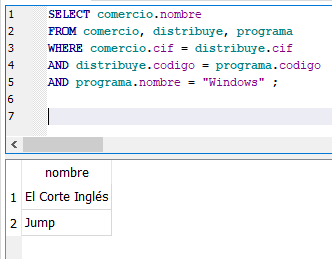 1 SELECT comercio.nombre
2 FROM comercio, distribuye, programa
3 WHERE comercio.cif = distribuye.cif
4 AND distribuye.codigo = programa.codigo
5 AND programa.nombre = "Windows" ;
6
7
nombre
1 El Corte Inglés
2 Jump